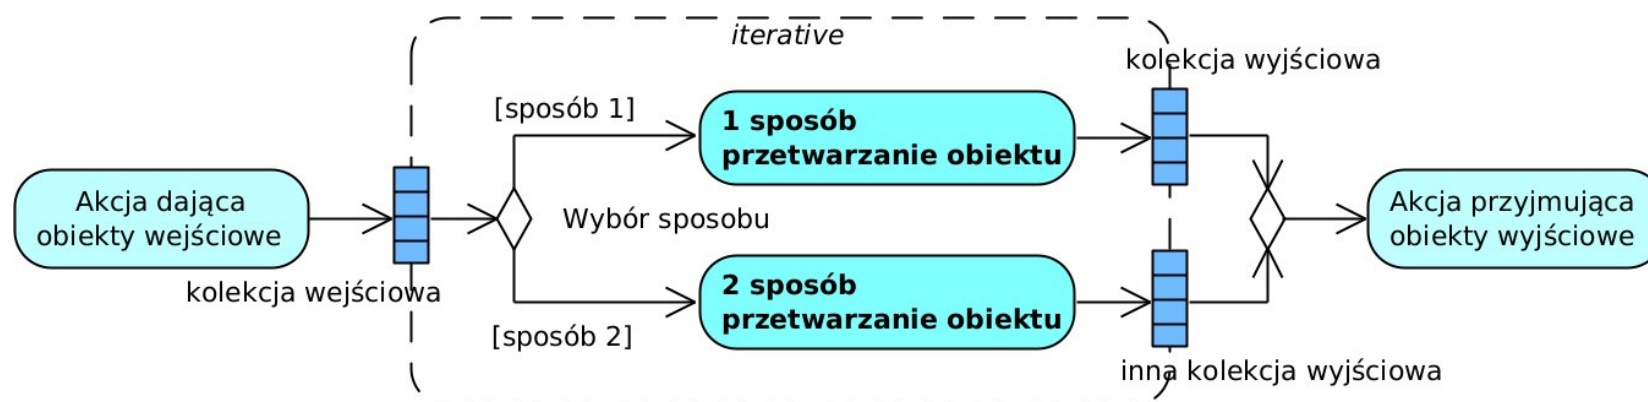 iterative
kolekcja wyjściowa
[sposób 1]
1 sposób
przetwarzanie obiektu
Akcja dająca
obiekty wejściowe
Wybór sposobu
Akcja przyjmująca
obiekty wyjściowe
kolekcja wejściowa
2 sposób
przetwarzanie obiektu
[sposób 2]
inna kolekcja wyjściowa